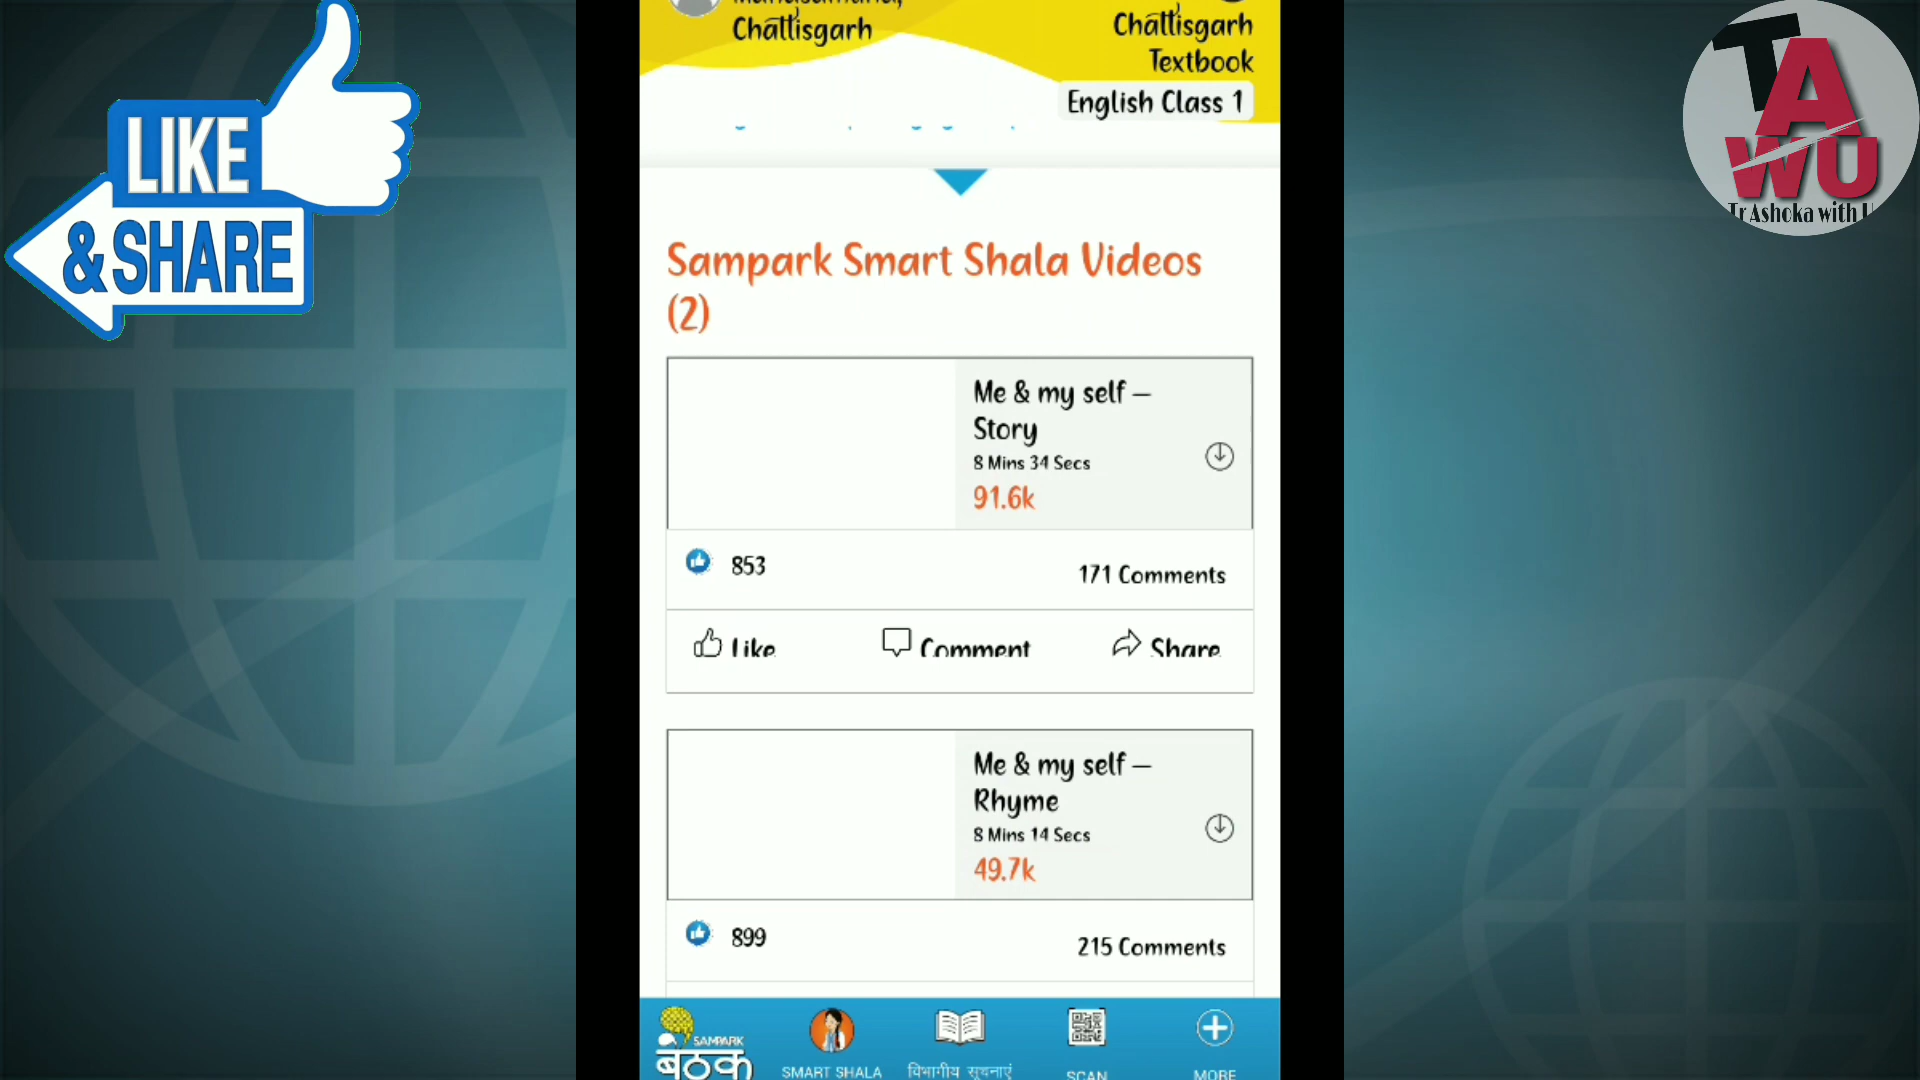 LIKE
& SHARE
Chattisgarh
Chattisgarh
Textbook
English Class 1
TAWU
Tr Ashoka with U
Sampark Smart Shala Videos
(2)
Me & my self –
Story
8 Mins 34 Secs
91.6k
853
171 Comments
Like
Comment
Share
Me & my self –
Rhyme
8 Mins 14 Secs
49.7k
899
215 Comments
SAMPARK
बैठक
SMART SHALA
विभागीय सूचनाएं
SCAN
MORE